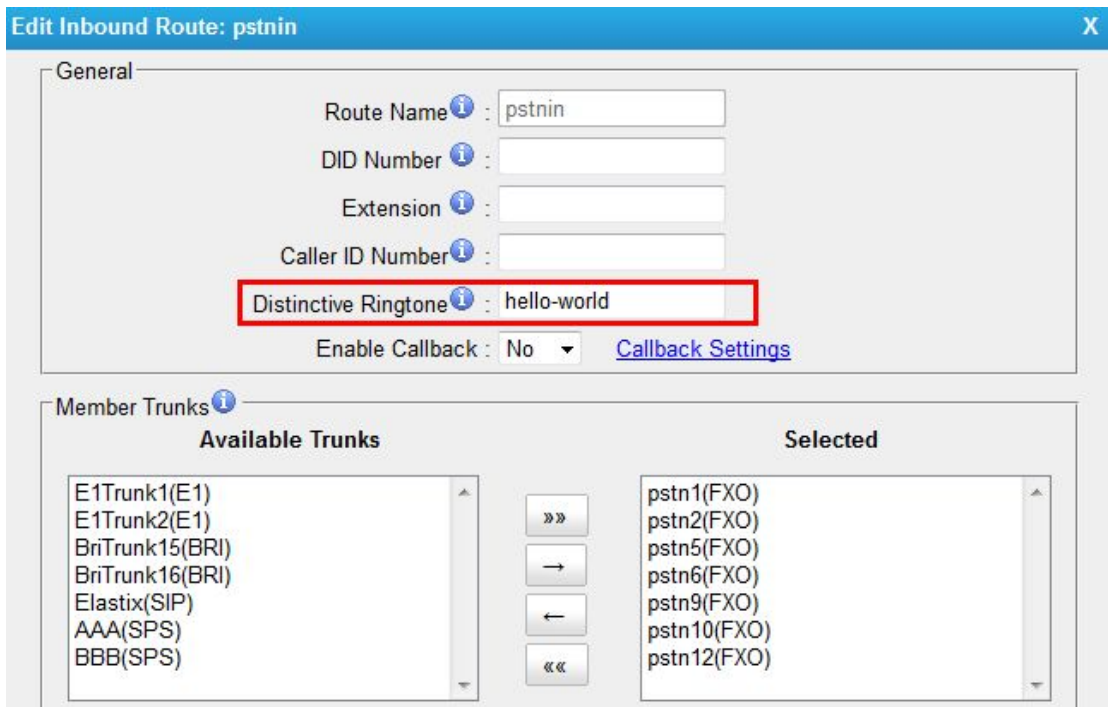 Edit Inbound Route: pstnin X
General
Route Name i : pstnin
DID Number i :
Extension i :
Caller ID Number i :
Distinctive Ringtone i : hello-world
Enable Callback : No Callback Settings
Member Trunks i
Available Trunks
E1Trunk1(E1)
E1Trunk2(E1)
BriTrunk15(BRI)
BriTrunk16(BRI)
Elastix(SIP)
AAA(SPS)
BBB(SPS)
»»
→
←
««
Selected
pstn1(FXO)
pstn2(FXO)
pstn5(FXO)
pstn6(FXO)
pstn9(FXO)
pstn10(FXO)
pstn12(FXO)